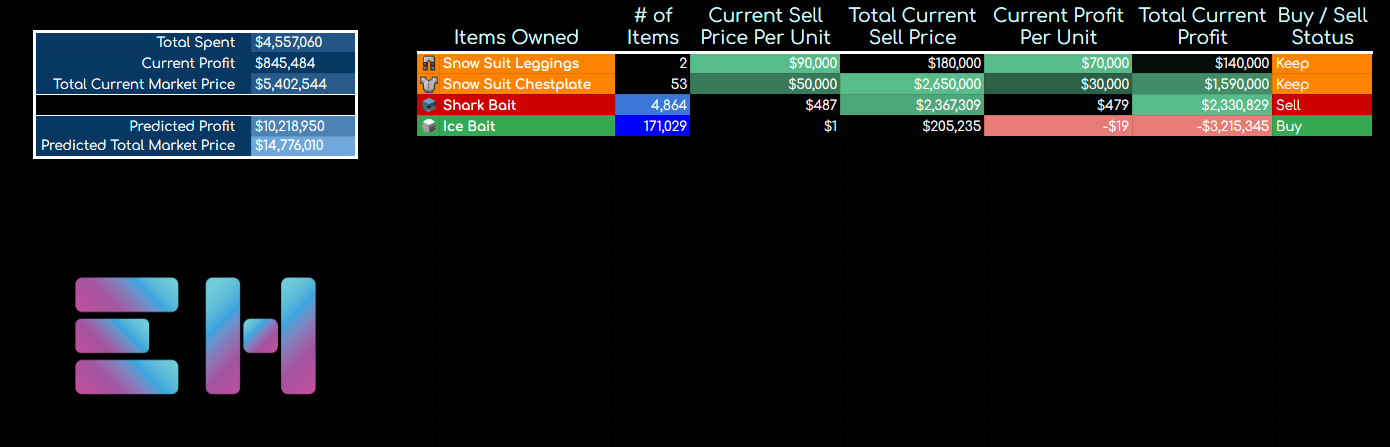 Total Spent $4,557,060
Current Profit $845,484
Total Current Market Price $5,402,544
Predicted Profit $10,218,950
Predicted Total Market Price $14,776,010
Items Owned # of Items Current Sell Price Per Unit Total Current Sell Price Current Profit Per Unit Total Current Profit Buy / Sell Status
Snow Suit Leggings 2 $90,000 $180,000 $70,000 $140,000 Keep
Snow Suit Chestplate 53 $50,000 $2,650,000 $30,000 $1,590,000 Keep
Shark Bait 4,864 $487 $2,367,309 $479 $2,330,829 Sell
Ice Bait 171,029 $1 $205,235 -$19 -$3,215,345 Buy
EH